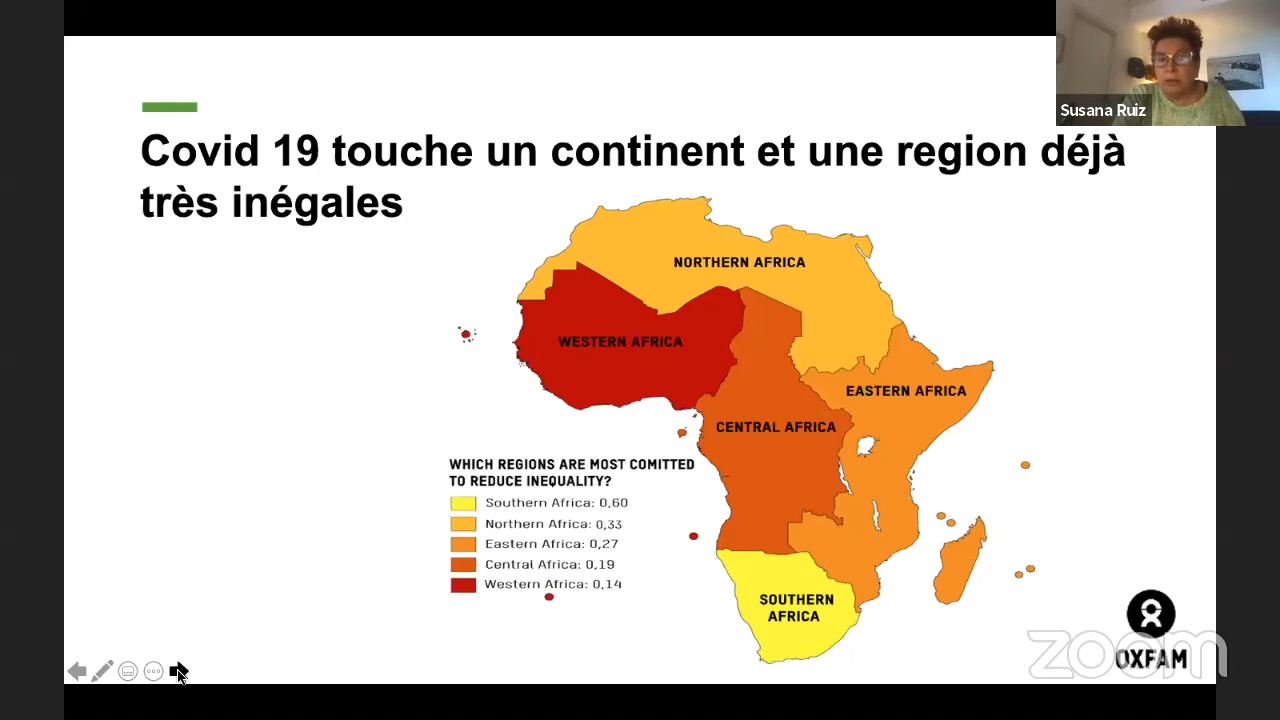 Susana Ruiz
Covid 19 touche un continent et une region déjà
très inégales
NORTHERN AFRICA
WESTERN AFRICA
EASTERN AFRICA
CENTRAL AFRICA
WHICH REGIONS ARE MOST COMITTED
TO REDUCE INEQUALITY?
Southern Africa: 0,60
Northern Africa: 0,33
Eastern Africa: 0,27
Central Africa: 0,19
Western Africa: 0,14
SOUTHERN
AFRICA
zoom
OXFAM